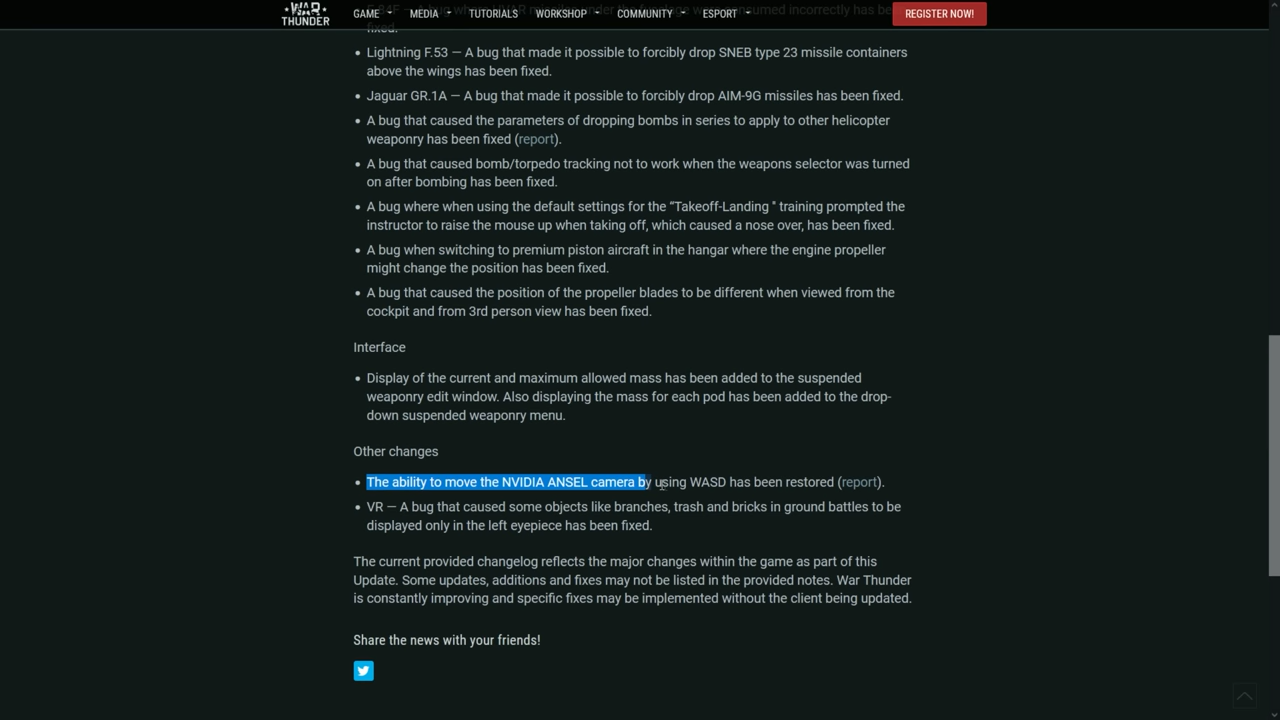 WAR THUNDER
GAME MEDIA TUTORIALS WORKSHOP COMMUNITY ESPORT REGISTER NOW!
fixed.
Lightning F.53 — A bug that made it possible to forcibly drop SNEB type 23 missile containers
above the wings has been fixed.
Jaguar GR.1A — A bug that made it possible to forcibly drop AIM-9G missiles has been fixed.
A bug that caused the parameters of dropping bombs in series to apply to other helicopter
weaponry has been fixed (report).
A bug that caused bomb/torpedo tracking not to work when the weapons selector was turned
on after bombing has been fixed.
A bug where when using the default settings for the “Takeoff-Landing " training prompted the
instructor to raise the mouse up when taking off, which caused a nose over, has been fixed.
A bug when switching to premium piston aircraft in the hangar where the engine propeller
might change the position has been fixed.
A bug that caused the position of the propeller blades to be different when viewed from the
cockpit and from 3rd person view has been fixed.
Interface
Display of the current and maximum allowed mass has been added to the suspended
weaponry edit window. Also displaying the mass for each pod has been added to the drop-
down suspended weaponry menu.
Other changes
The ability to move the NVIDIA ANSEL camera by using WASD has been restored (report).
VR — A bug that caused some objects like branches, trash and bricks in ground battles to be
displayed only in the left eyepiece has been fixed.
The current provided changelog reflects the major changes within the game as part of this
Update. Some updates, additions and fixes may not be listed in the provided notes. War Thunder
is constantly improving and specific fixes may be implemented without the client being updated.
Share the news with your friends!